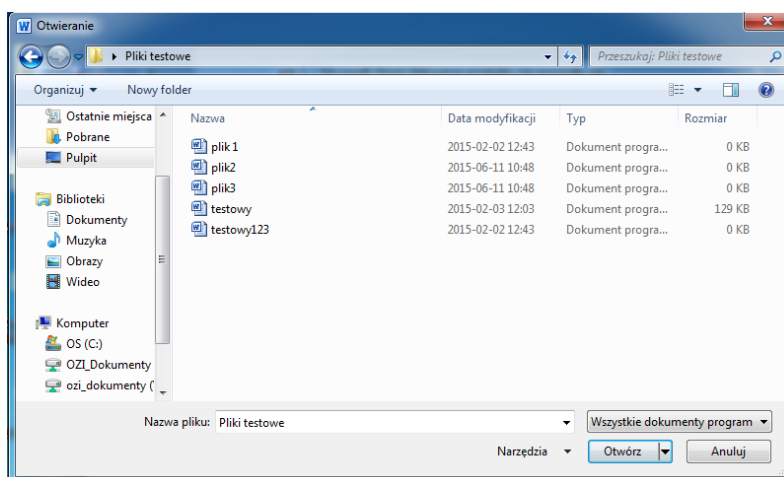 Otwieranie
Pliki testowe
Przeszukaj: Pliki testowe
Organizuj Nowy folder
Ostatnie miejsca
Pobrane
Pulpit
Biblioteki
Dokumenty
Muzyka
Obrazy
Wideo
Komputer
OS (C:)
OZI_Dokumenty
ozi_dokumenty ('
Nazwa Data modyfikacji Typ Rozmiar
plik 1 2015-02-02 12:43 Dokument progra... 0 KB
plik2 2015-06-11 10:48 Dokument progra... 0 KB
plik3 2015-06-11 10:48 Dokument progra... 0 KB
testowy 2015-02-03 12:03 Dokument progra... 129 KB
testowy123 2015-02-02 12:43 Dokument progra... 0 KB
Nazwa pliku: Pliki testowe Wszystkie dokumenty program
Narzędzia Otwórz Anuluj